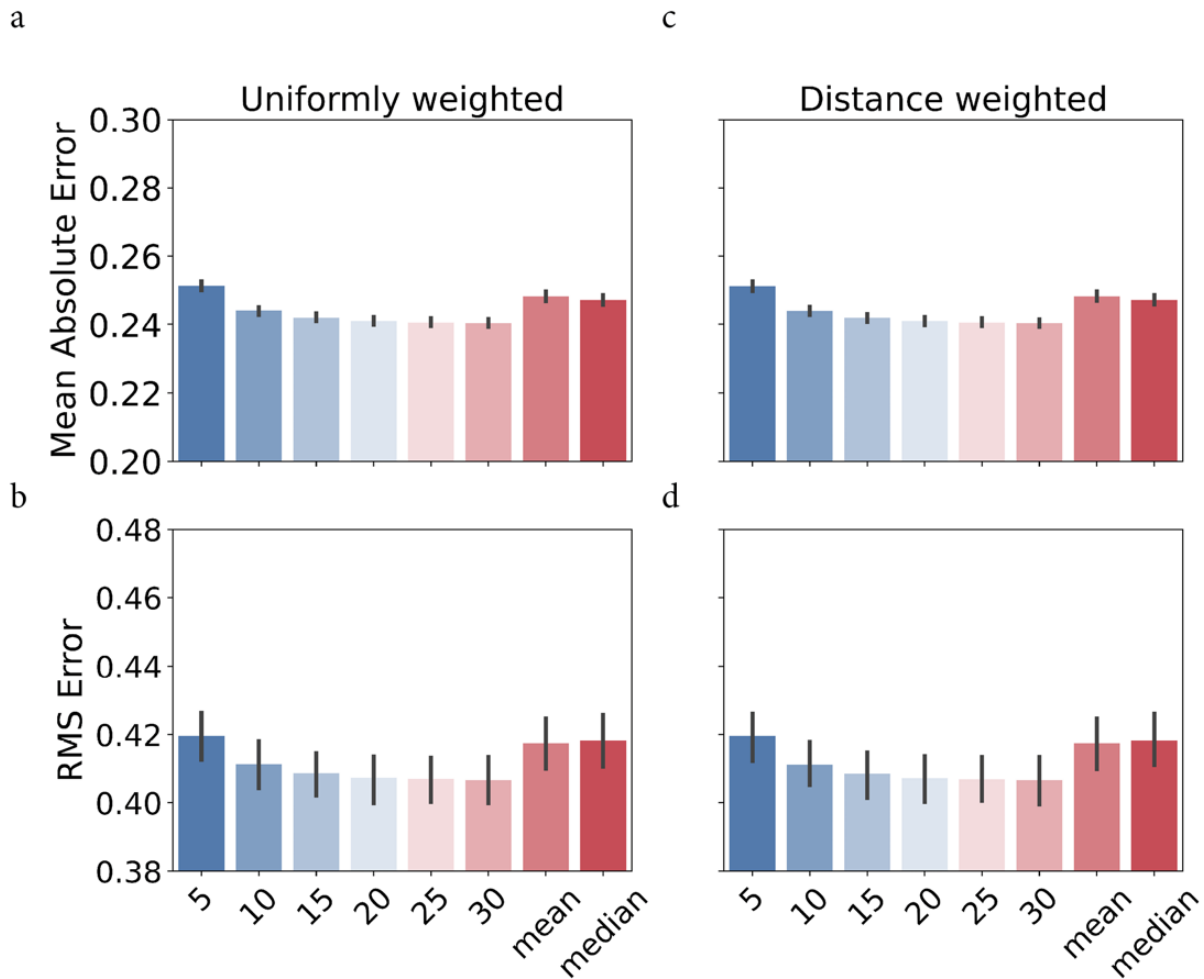 a
c
Uniformly weighted
Distance weighted
Mean Absolute Error
0.30
0.28
0.26
0.24
0.22
0.20
b
d
RMS Error
0.48
0.46
0.44
0.42
0.40
0.38
5 10 15 20 25 30 mean median
5 10 15 20 25 30 mean median